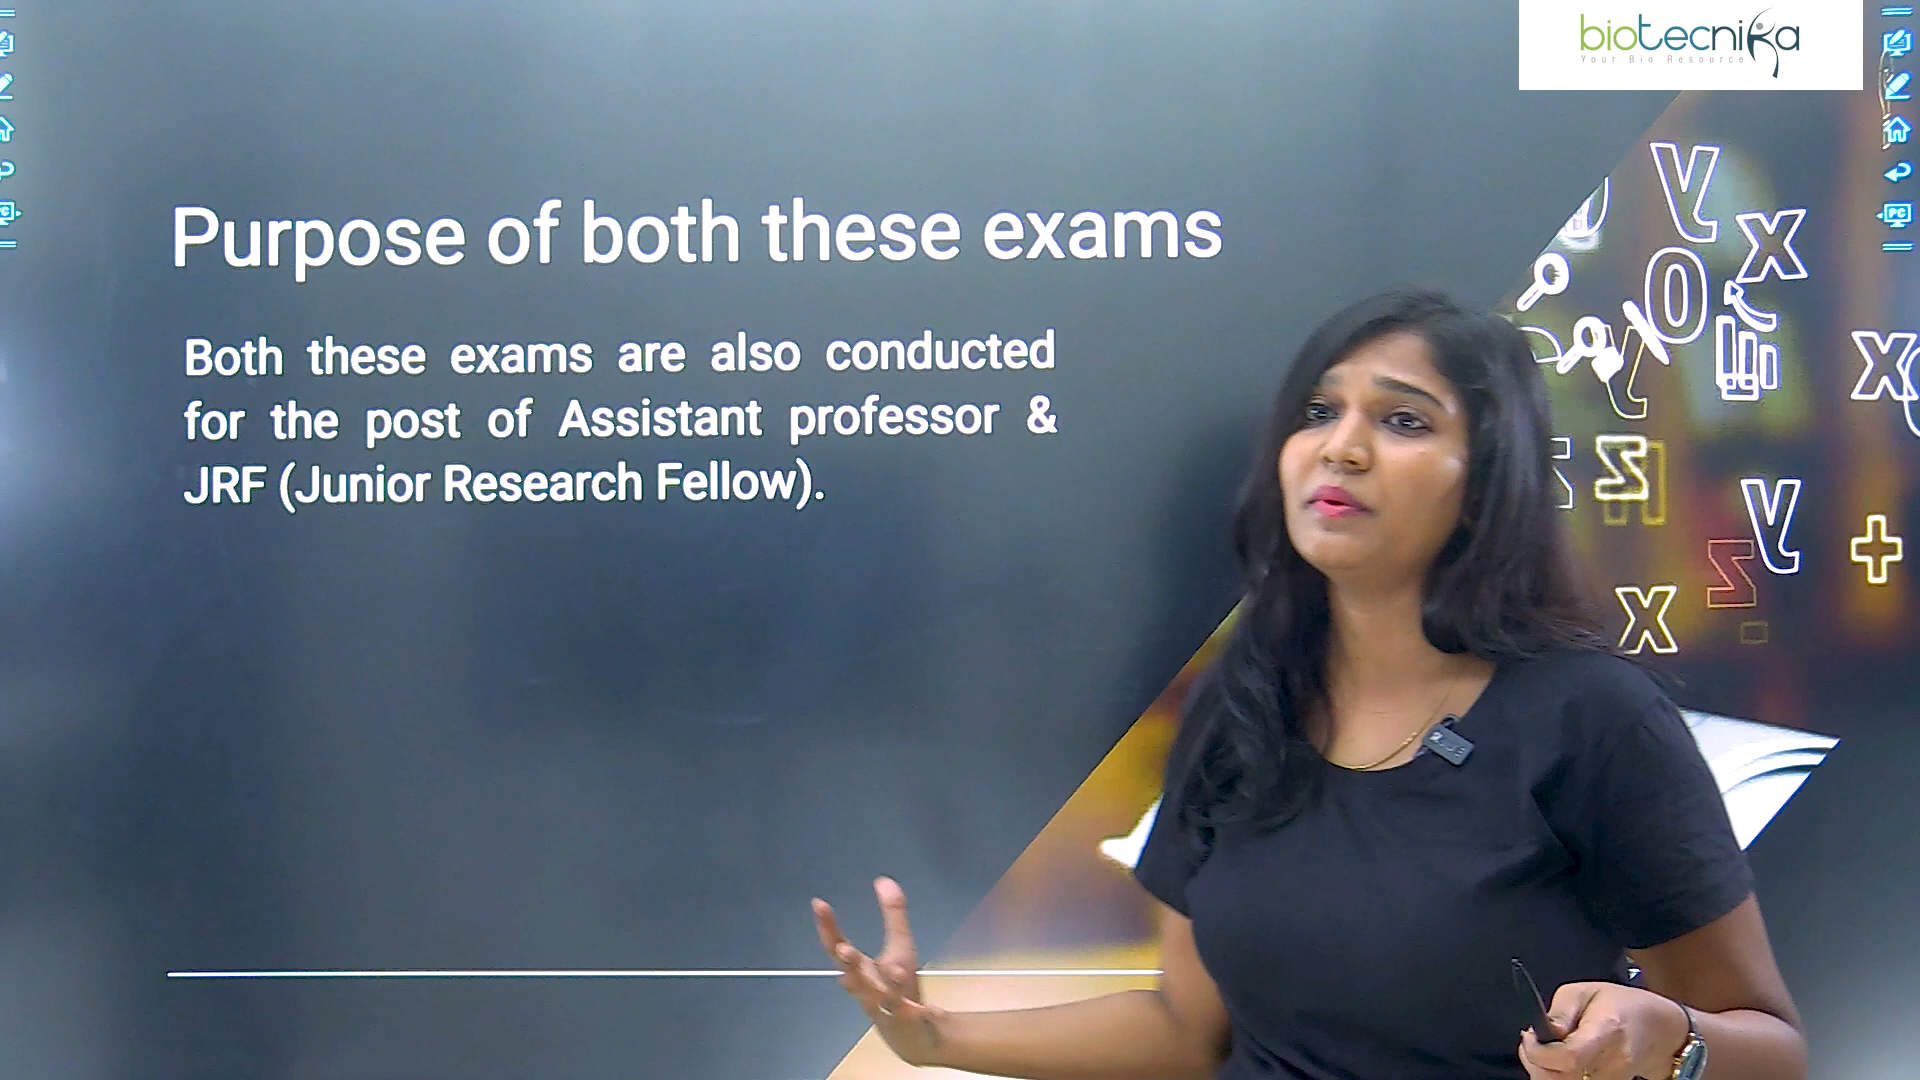 biotecnika
Your Bio Resource
Purpose of both these exams
Both these exams are also conducted
for the post of Assistant professor &
JRF (Junior Research Fellow).
PC